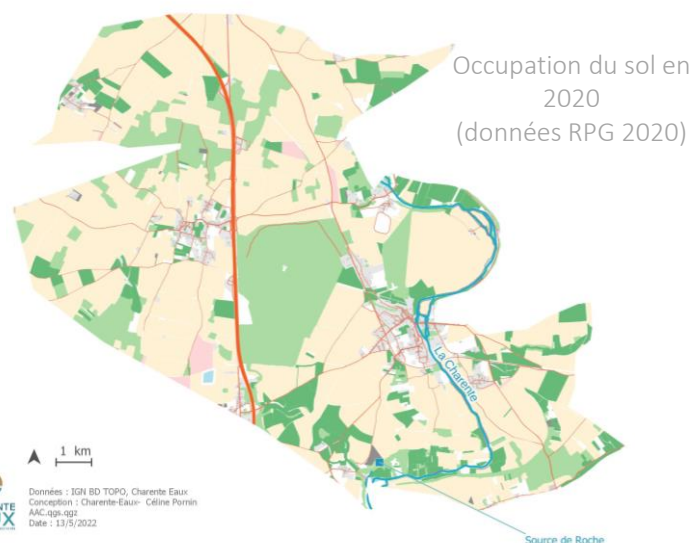 Occupation du sol en
2020
(données RPG 2020)
La Charente
1 km
Données : IGN BD TOPO, Charente Eaux
Conception : Charente-Eaux- Céline Pornin
AAC.qgs.qgz
Date : 13/5/2022
Source de Roche